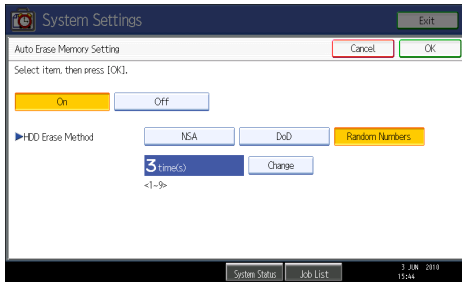 System Settings
Exit
Auto Erase Memory Setting
Cancel
OK
Select item, then press [OK].
On
Off
►HDD Erase Method
NSA
DoD
Random Numbers
3 time(s)
Change
<1~9>
System Status
Job List
3 JUN 2010
15:44